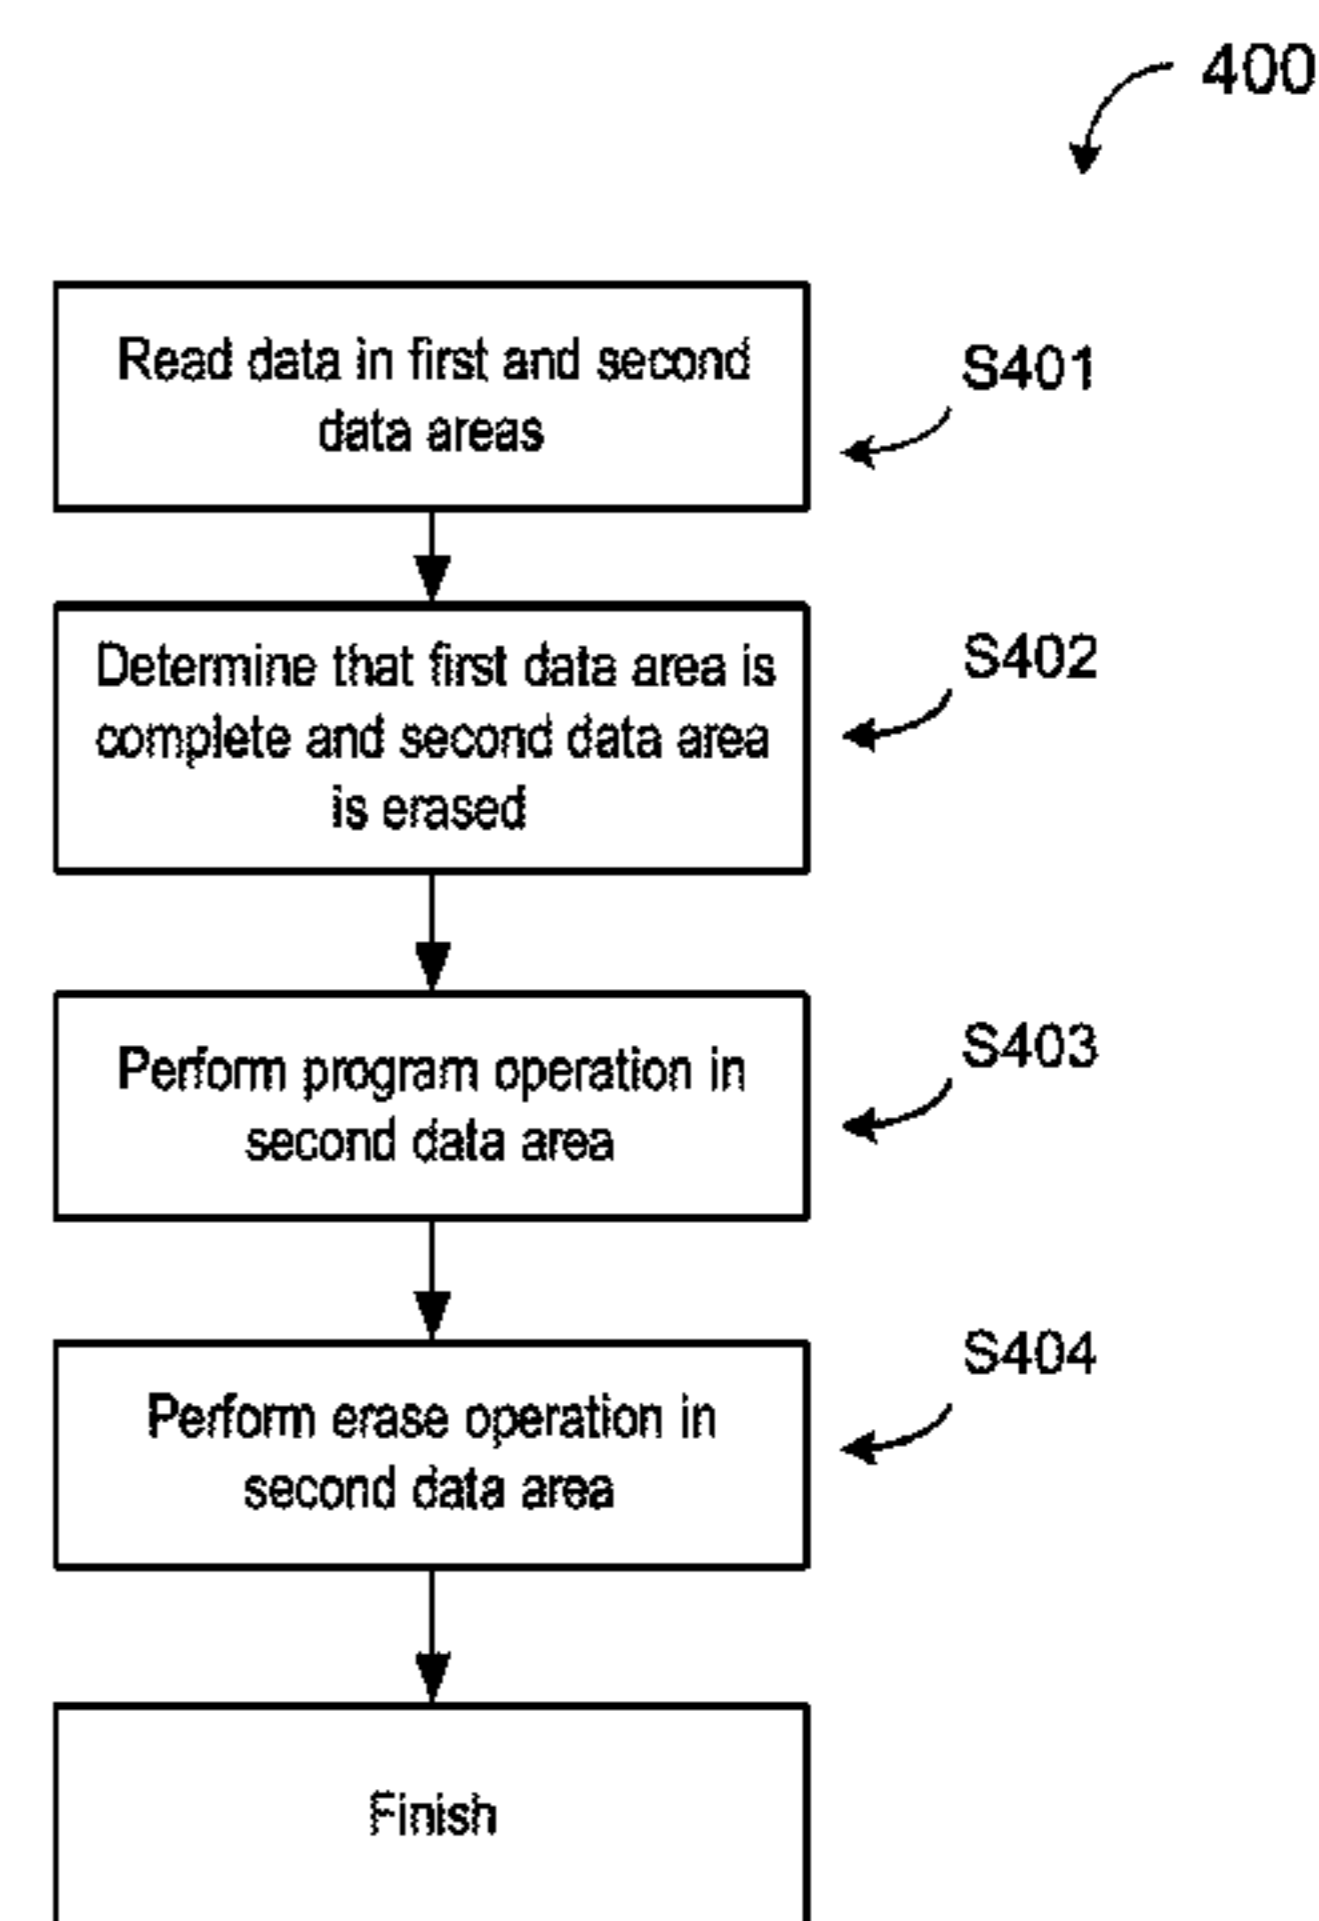 400
Read data in first and second
data areas
S401
Determine that first data area is
complete and second data area
is erased
S402
Perform program operation in
second data area
S403
Perform erase operation in
second data area
S404
Finish